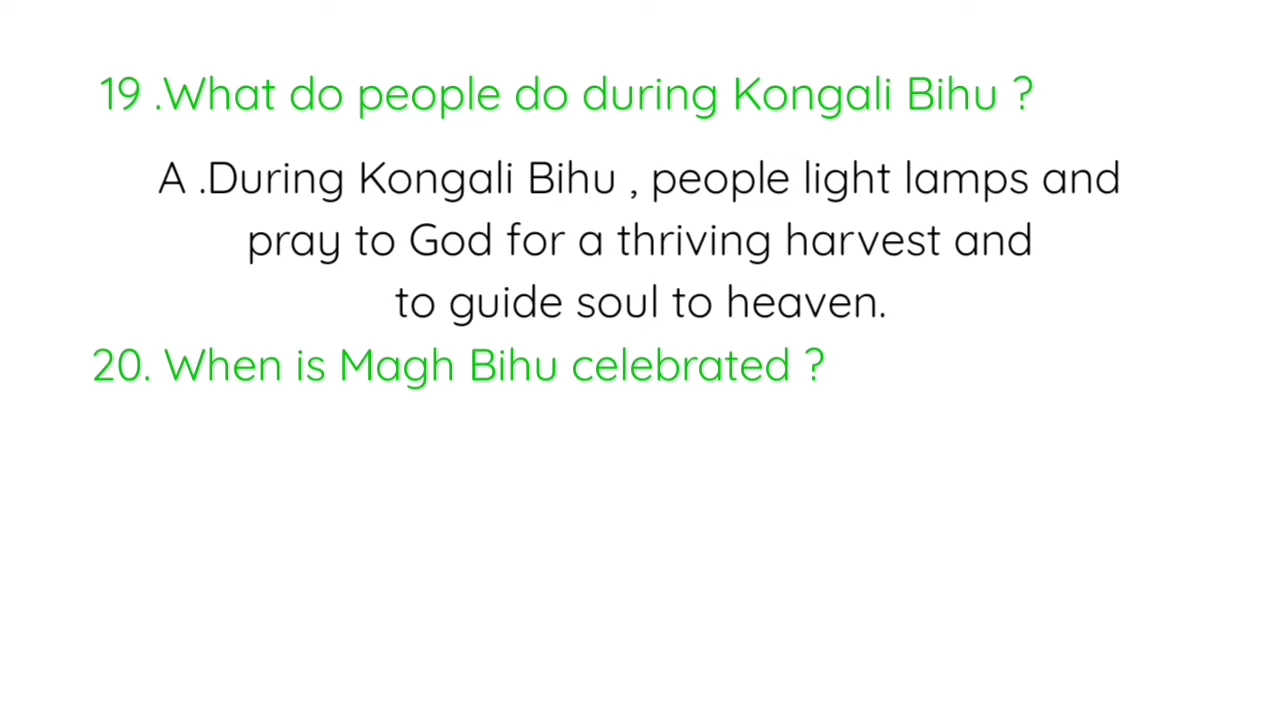 19 .What do people do during Kongali Bihu ?
A .During Kongali Bihu , people light lamps and
pray to God for a thriving harvest and
to guide soul to heaven.
20. When is Magh Bihu celebrated ?